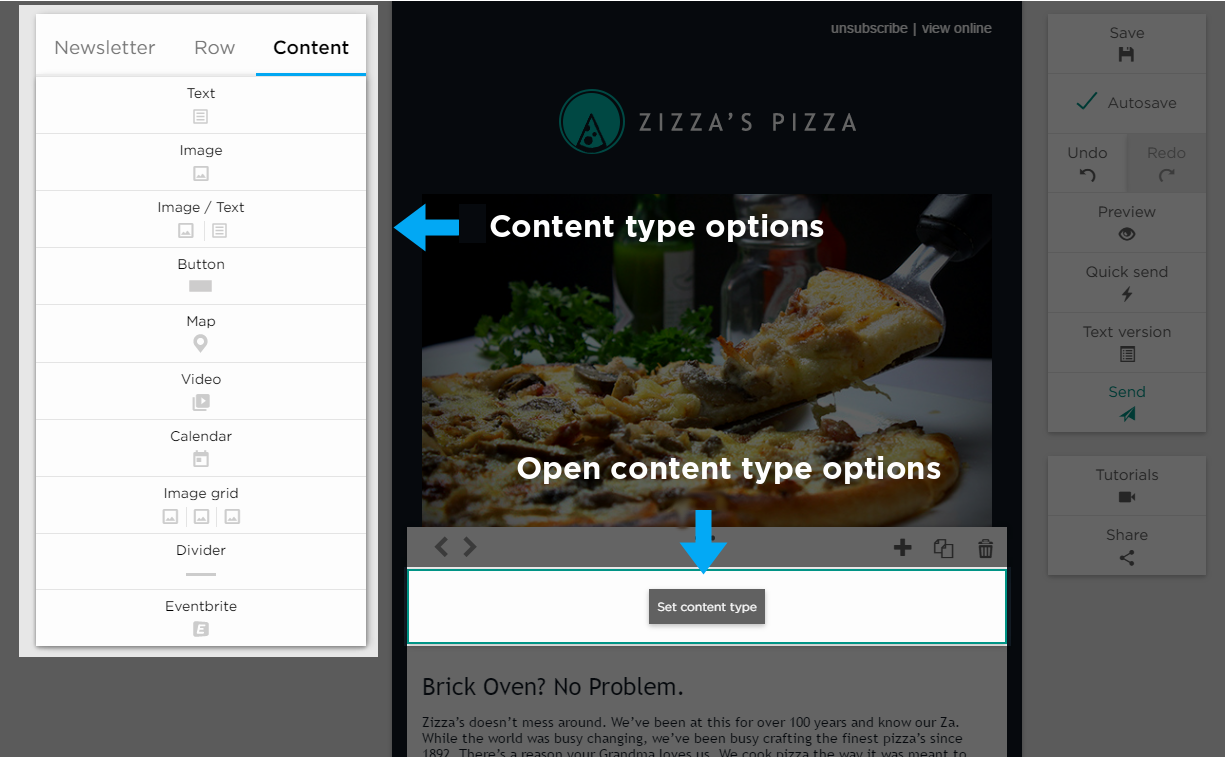 Newsletter Row Content
Text
Image
Image / Text
Button
Map
Video
Calendar
Image grid
Divider
Eventbrite
E
unsubscribe | view online
ZIZZA'S PIZZA
Content type options
Open content type options
Set content type
Brick Oven? No Problem.
Zizza's doesn't mess around. We've been at this for over 100 years and know our Za.
While the world was busy changing, we've been busy crafting the finest pizza's since
1892. There's a reason your Grandma loves us. We cook pizza the way it was meant to
Save
Autosave
Undo Redo
Preview
Quick send
Text version
Send
Tutorials
Share